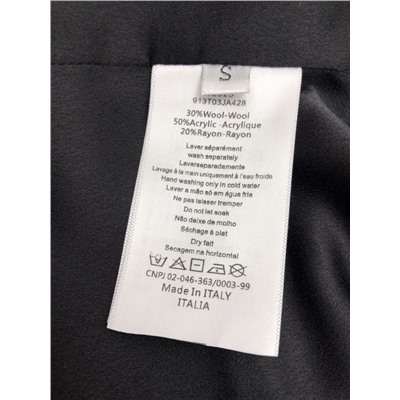 S
913T03JA428
30%Wool-Wool
50%Acrylic -Acrylique
20%Rayon-Rayon
Laver séparément
wash separately
Laverseparadamente
Lavage à la main uniquement à l'eau froide
Hand washing only in cold water
Lavar a mão só em água fria
Ne pas laisser tremper
Do not let soak
Não deixe de molho
Séchage à plat
Dry falt
Secagem na horizontal
CNPJ 02-046-363/0003-99
Made In ITALY
ITALIA